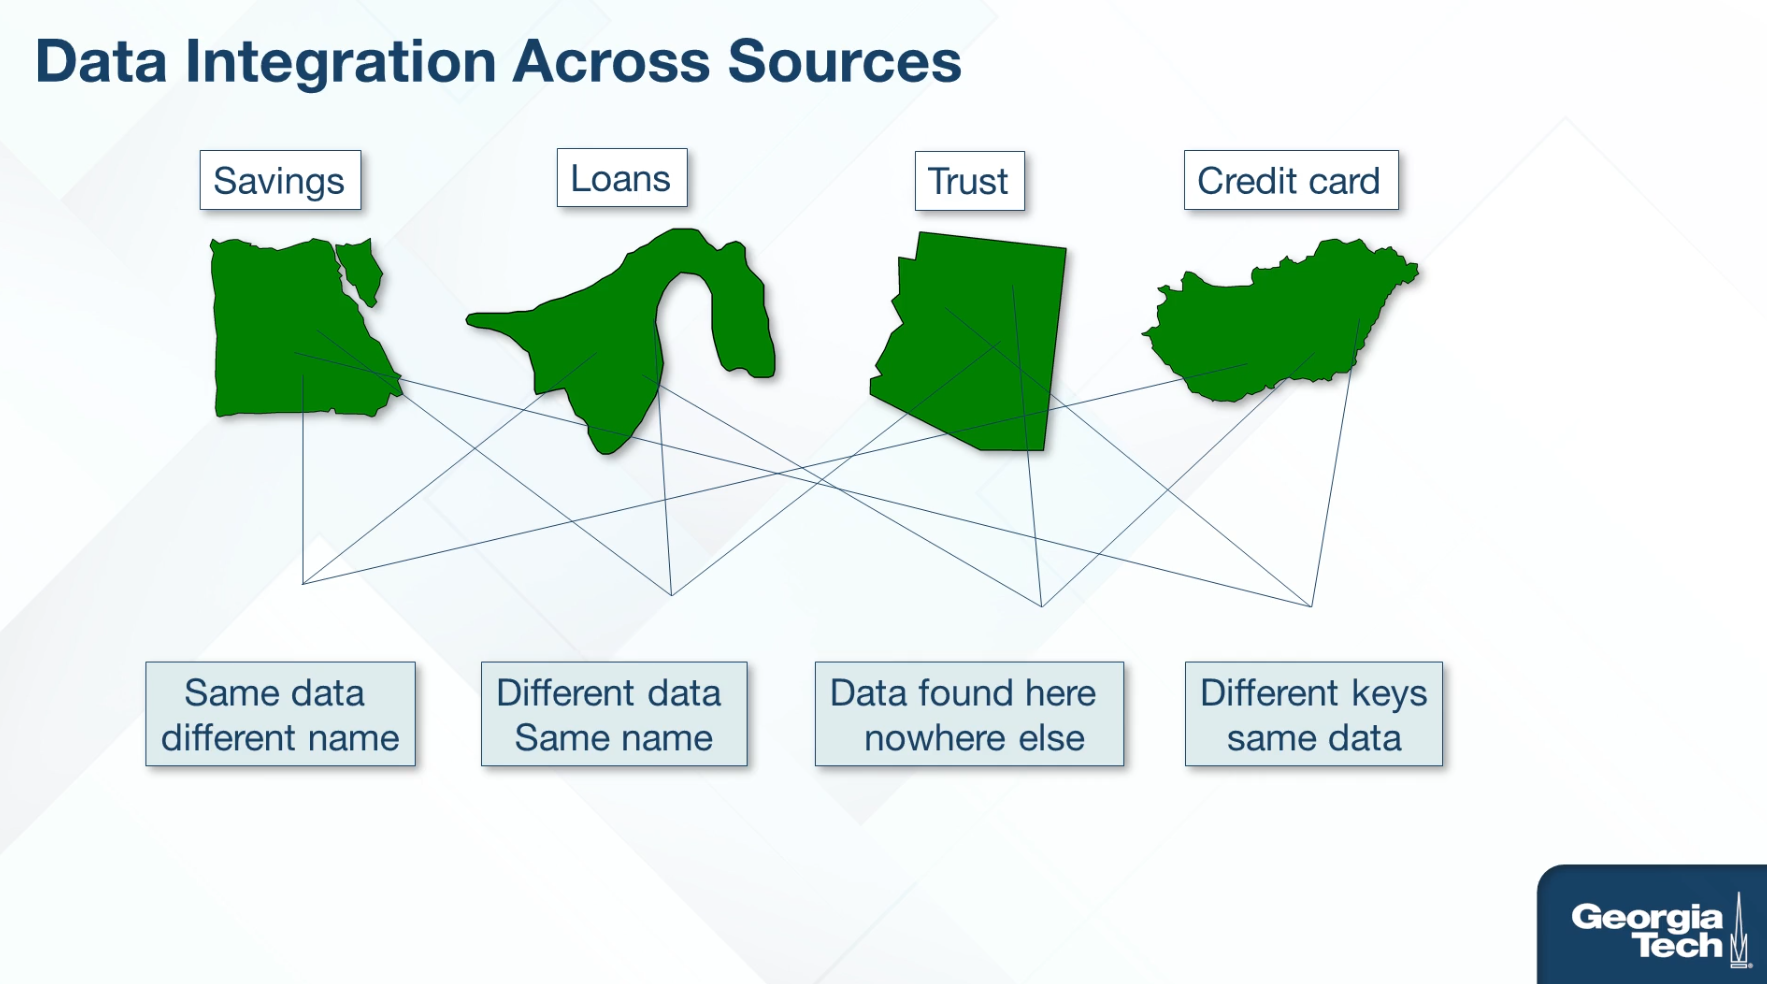 Data Integration Across Sources
Savings
Loans
Trust
Credit card
Same data
different name
Different data
Same name
Data found here
nowhere else
Different keys
same data
Georgia
Tech